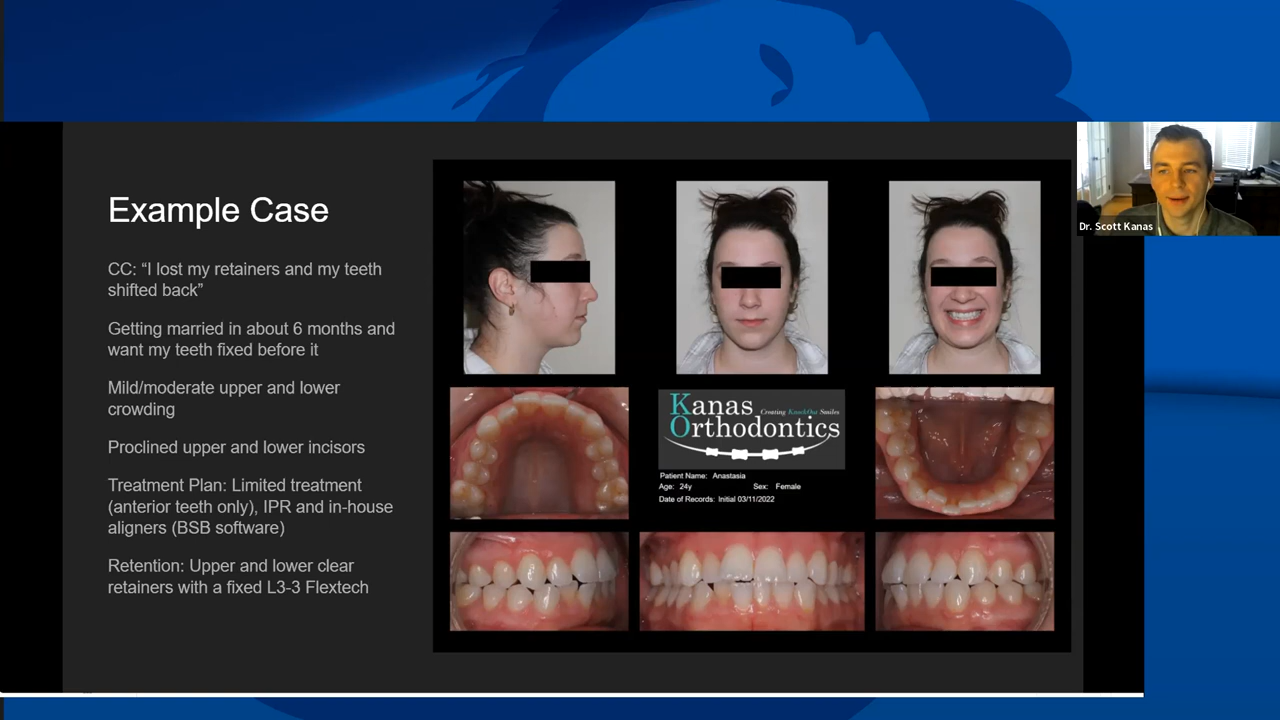 Example Case
CC: “I lost my retainers and my teeth
shifted back”
Getting married in about 6 months and
want my teeth fixed before it
Mild/moderate upper and lower
crowding
Proclined upper and lower incisors
Treatment Plan: Limited treatment
(anterior teeth only), IPR and in-house
aligners (BSB software)
Retention: Upper and lower clear
retainers with a fixed L3-3 Flextech
Kanas
Creating KnockOut Smiles
Orthodontics
Patient Name: Anastasia
Age: 24y Sex: Female
Date of Records: Initial 03/11/2022
Dr. Scott Kanas